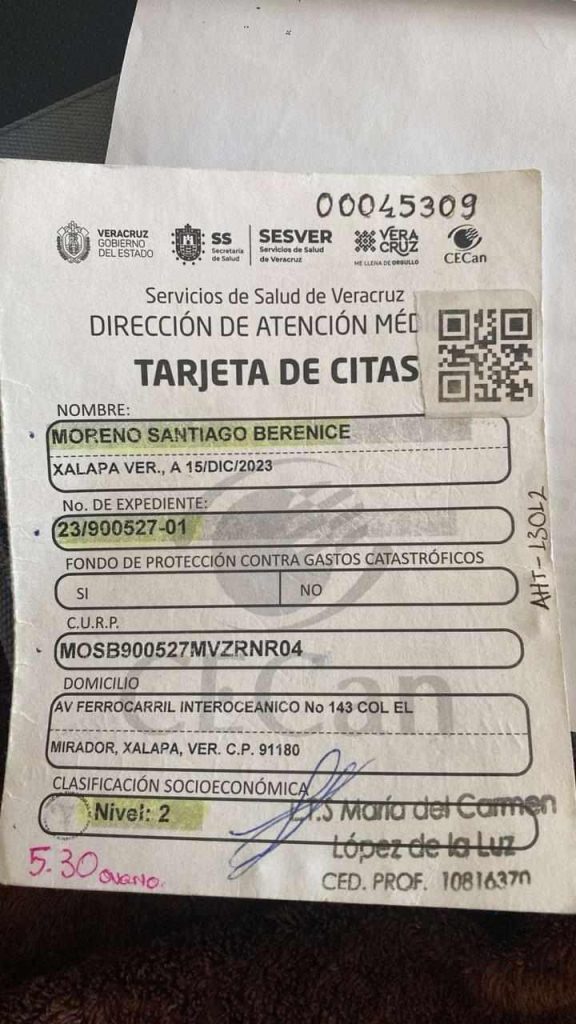 00045309
VERACRUZ
GOBIERNO
DEL ESTADO
SS
Secretaría
de Salud
SESVER
Servicios de Salud
de Veracruz
VERA
CRUZ
ME LLENA DE ORGULLO
CECan
Servicios de Salud de Veracruz
DIRECCIÓN DE ATENCIÓN MÉD
TARJETA DE CITAS
NOMBRE:
MORENO SANTIAGO BERENICE
XALAPA VER., A 15/DIC/2023
No. DE EXPEDIENTE:
23/900527-01
FONDO DE PROTECCIÓN CONTRA GASTOS CATASTRÓFICOS
SI NO
AHT-L30L2
C.U.R.P.
MOSB900527MVZRNR04
CECan
DOMICILIO
AV FERROCARRIL INTEROCEANICO No 143 COL EL
MIRADOR, XALAPA, VER. C.P. 91180
CLASIFICACIÓN SOCIOECONÓMICA
Nivel: 2
L.T.S María del Carmen
López de la Luz
CED. PROF. 10816370
5.30